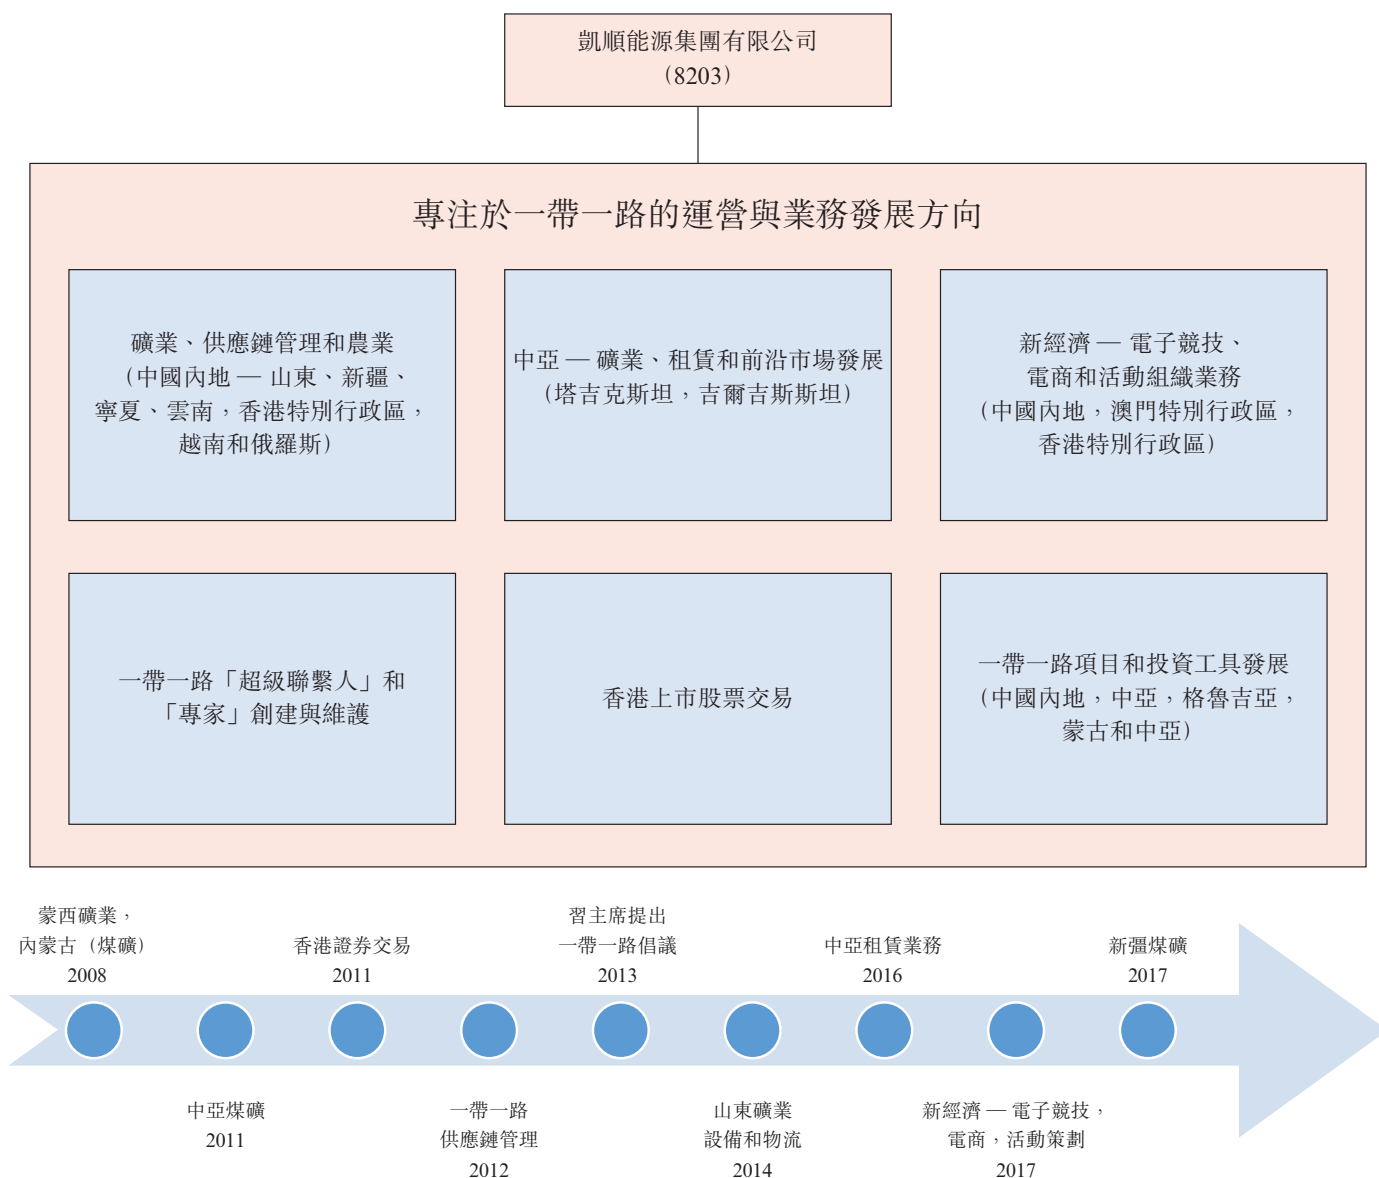 凱順能源集團有限公司
(8203)
專注於一帶一路的運營與業務發展方向
礦業、供應鏈管理和農業
(中國內地 — 山東、新疆、
寧夏、雲南，香港特別行政區，
越南和俄羅斯)
中亞 — 礦業、租賃和前沿市場發展
(塔吉克斯坦，吉爾吉斯斯坦)
新經濟 — 電子競技、
電商和活動組織業務
(中國內地，澳門特別行政區，
香港特別行政區)
一帶一路「超級聯繫人」和
「專家」創建與維護
香港上市股票交易
一帶一路項目和投資工具發展
(中國內地，中亞，格魯吉亞，
蒙古和中亞)
蒙西礦業，
內蒙古 (煤礦)
2008
中亞煤礦
2011
香港證券交易
2011
一帶一路
供應鏈管理
2012
習主席提出
一帶一路倡議
2013
山東礦業
設備和物流
2014
中亞租賃業務
2016
新經濟 — 電子競技，
電商，活動策劃
2017
新疆煤礦
2017